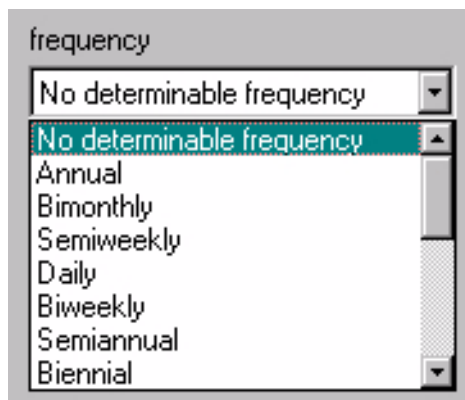 frequency
No determinable frequency
No determinable frequency
Annual
Bimonthly
Semiweekly
Daily
Biweekly
Semiannual
Biennial